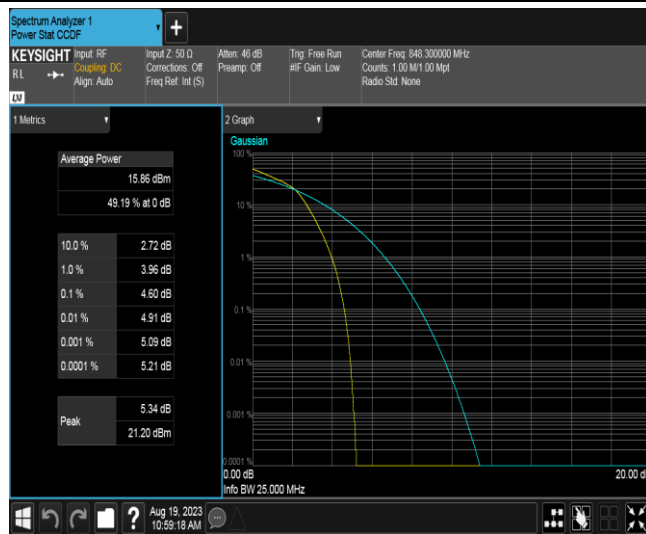 Spectrum Analyzer 1
Power Stat CCDF
+
KEYSIGHT
RL
LXI
Input: RF
Coupling: DC
Align: Auto
Input Z: 50 Ω
Corrections: Off
Freq Ref: Int (S)
Atten: 46 dB
Preamp: Off
Trig: Free Run
#IF Gain: Low
Center Freq: 848.300000 MHz
Counts: 1.00 M/1.00 Mpt
Radio Std: None
1 Metrics
Average Power
15.86 dBm
49.19 % at 0 dB
10.0 % 2.72 dB
1.0 % 3.96 dB
0.1 % 4.60 dB
0.01 % 4.91 dB
0.001 % 5.09 dB
0.0001 % 5.21 dB
Peak
5.34 dB
21.20 dBm
2 Graph
Gaussian
100 %
10 %
1 %
0.1 %
0.01 %
0.001 %
0.0001 %
0.00 dB
20.00 d
Info BW 25.000 MHz
?
Aug 19, 2023
10:59:18 AM